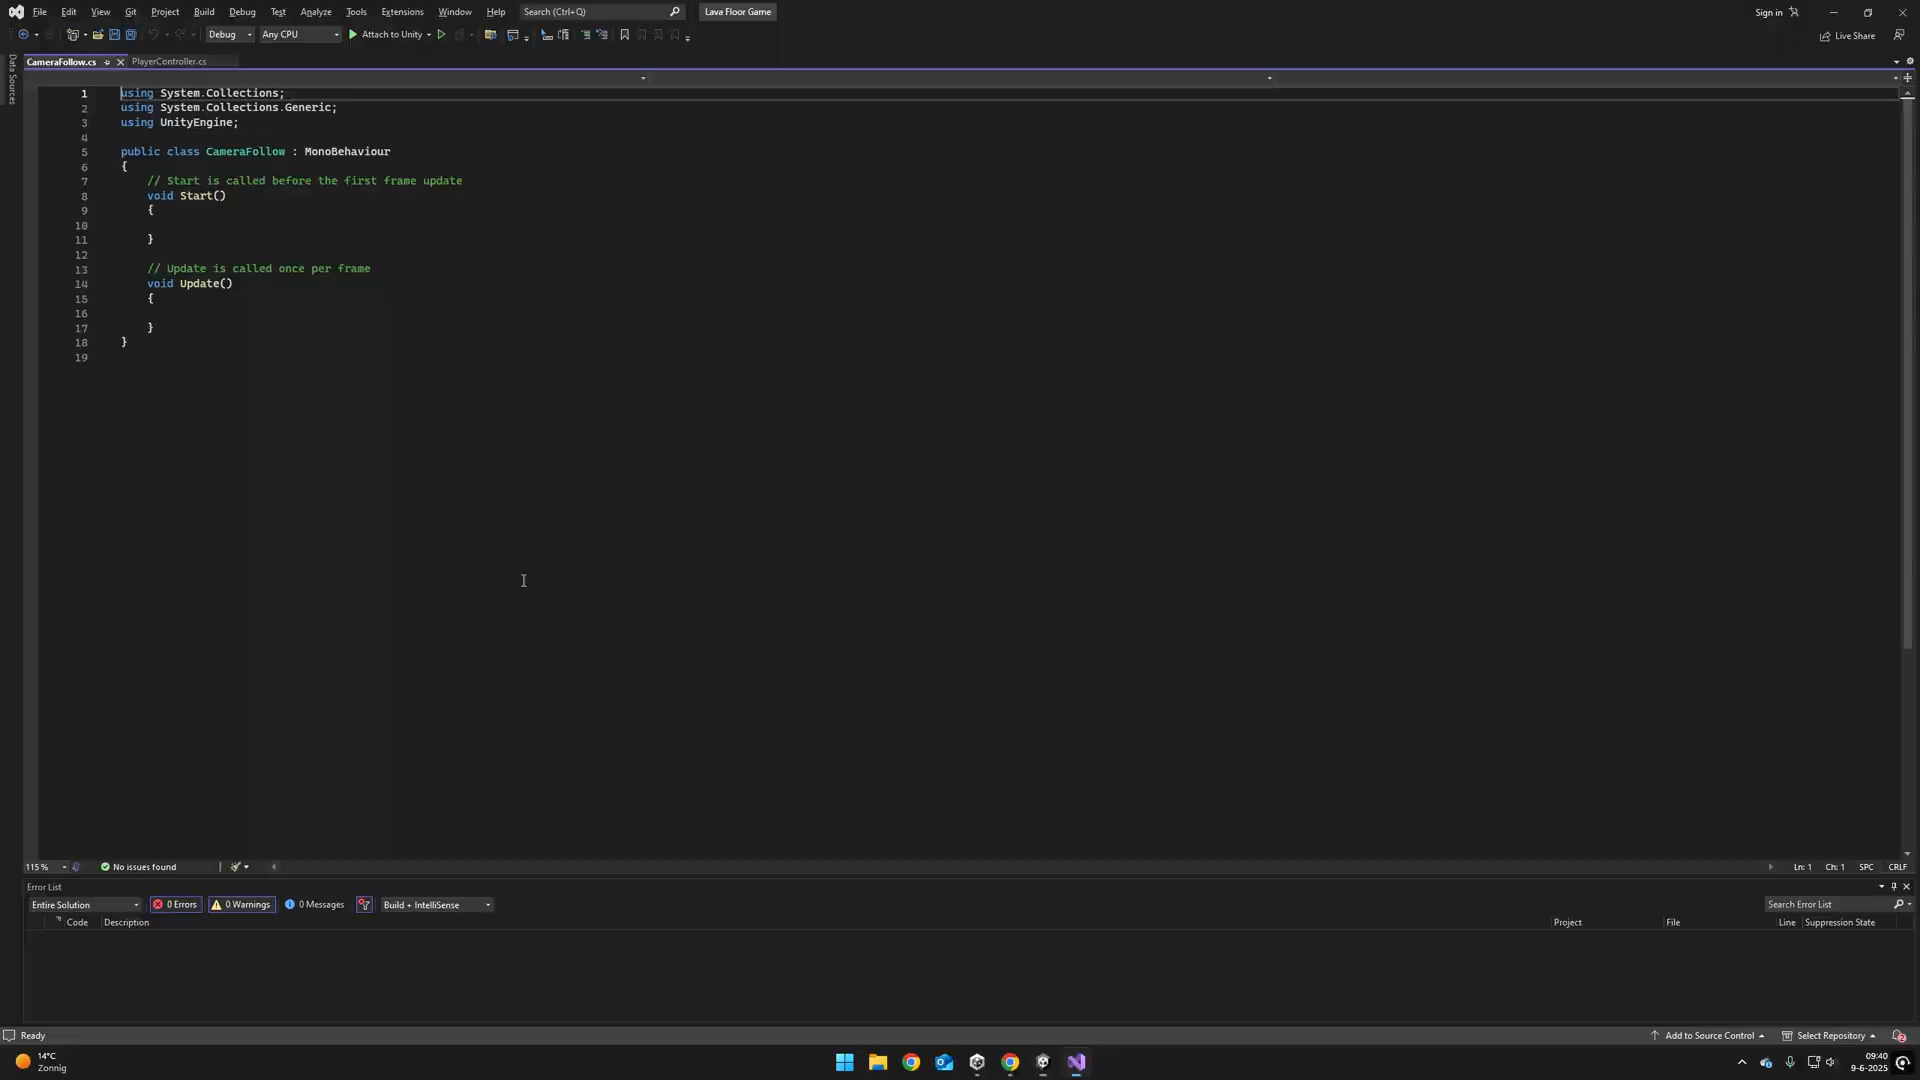 File Edit View Git Project Build Debug Test Analyze Tools Extensions Window Help Search (Ctrl+Q) Lava Floor Game Sign in
Debug Any CPU Attach to Unity Live Share
Data Sources
CameraFollow.cs PlayerController.cs
1 using System.Collections;
2 using System.Collections.Generic;
3 using UnityEngine;
4
5 public class CameraFollow : MonoBehaviour
6 {
7 // Start is called before the first frame update
8 void Start()
9 {
10
11 }
12
13 // Update is called once per frame
14 void Update()
15 {
16
17 }
18 }
19
115 % No issues found Ln: 1 Ch: 1 SPC CRLF
Error List
Entire Solution 0 Errors 0 Warnings 0 Messages Build + IntelliSense Search Error List
Code Description Project File Line Suppression State
Ready Add to Source Control Select Repository 2
14°C 09:40
Zonnig 9-6-2025